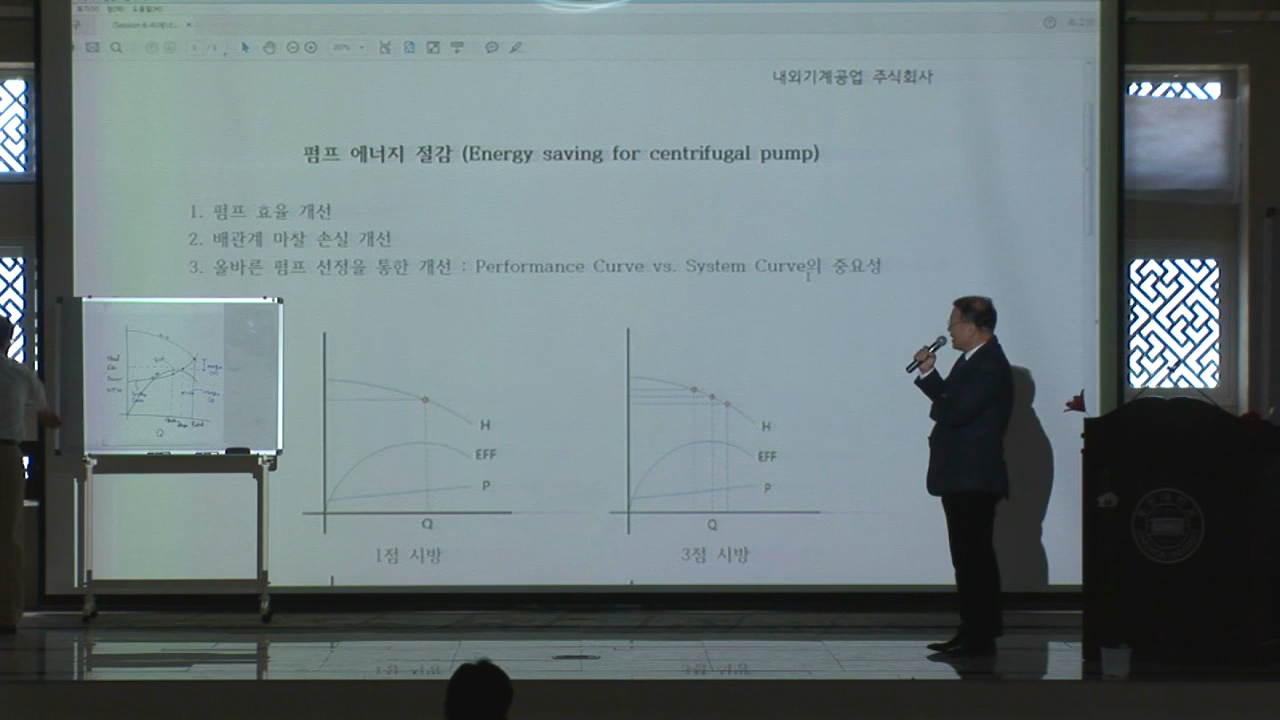 내외기계공업 주식회사
펌프 에너지 절감 (Energy saving for centrifugal pump)
1. 펌프 효율 개선
2. 배관계 마찰 손실 개선
3. 올바른 펌프 선정을 통한 개선 : Performance Curve vs. System Curve의 중요성
H
EFF
P
Q
1점 시방
H
EFF
P
Q
3점 시방
Q